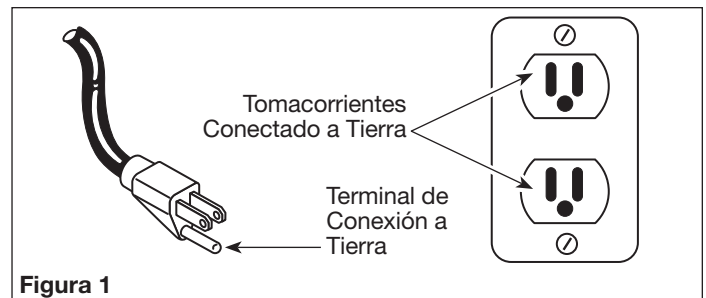 Tomacorrientes
Conectado a Tierra
Terminal de
Conexión a
Tierra
Figura 1